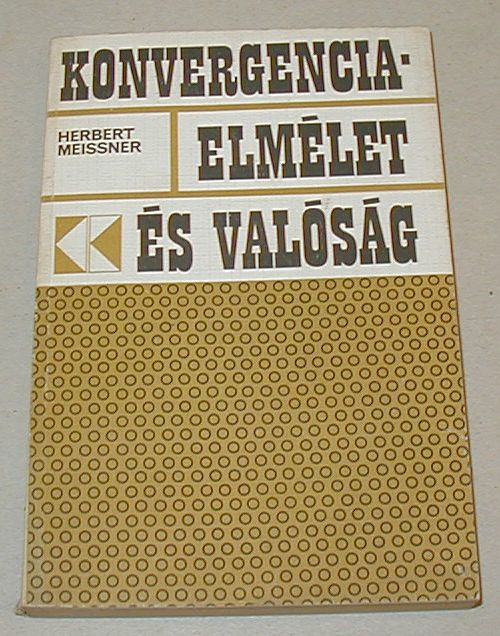 KONVERGENCIA-
HERBERT
MEISSNER
ELMÉLET
ÉS VALÓSÁG